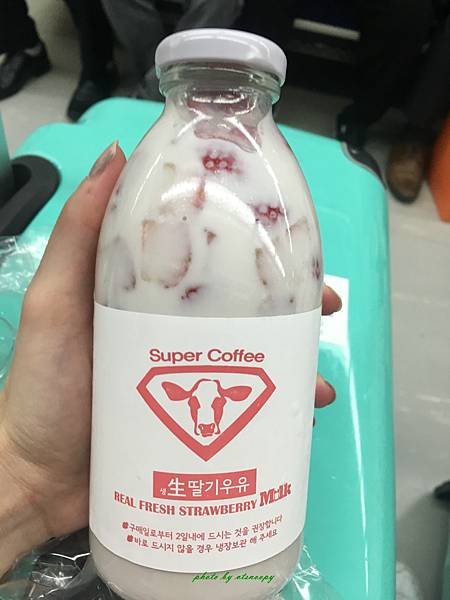 Super Coffee
생 生 딸기우유
REAL FRESH STRAWBERRY Milk
#구매일로부터 2일내에 드시는 것을 권장합니다
#바로 드시지 않을 경우 냉장보관 해 주세요
photo by atsnoopy